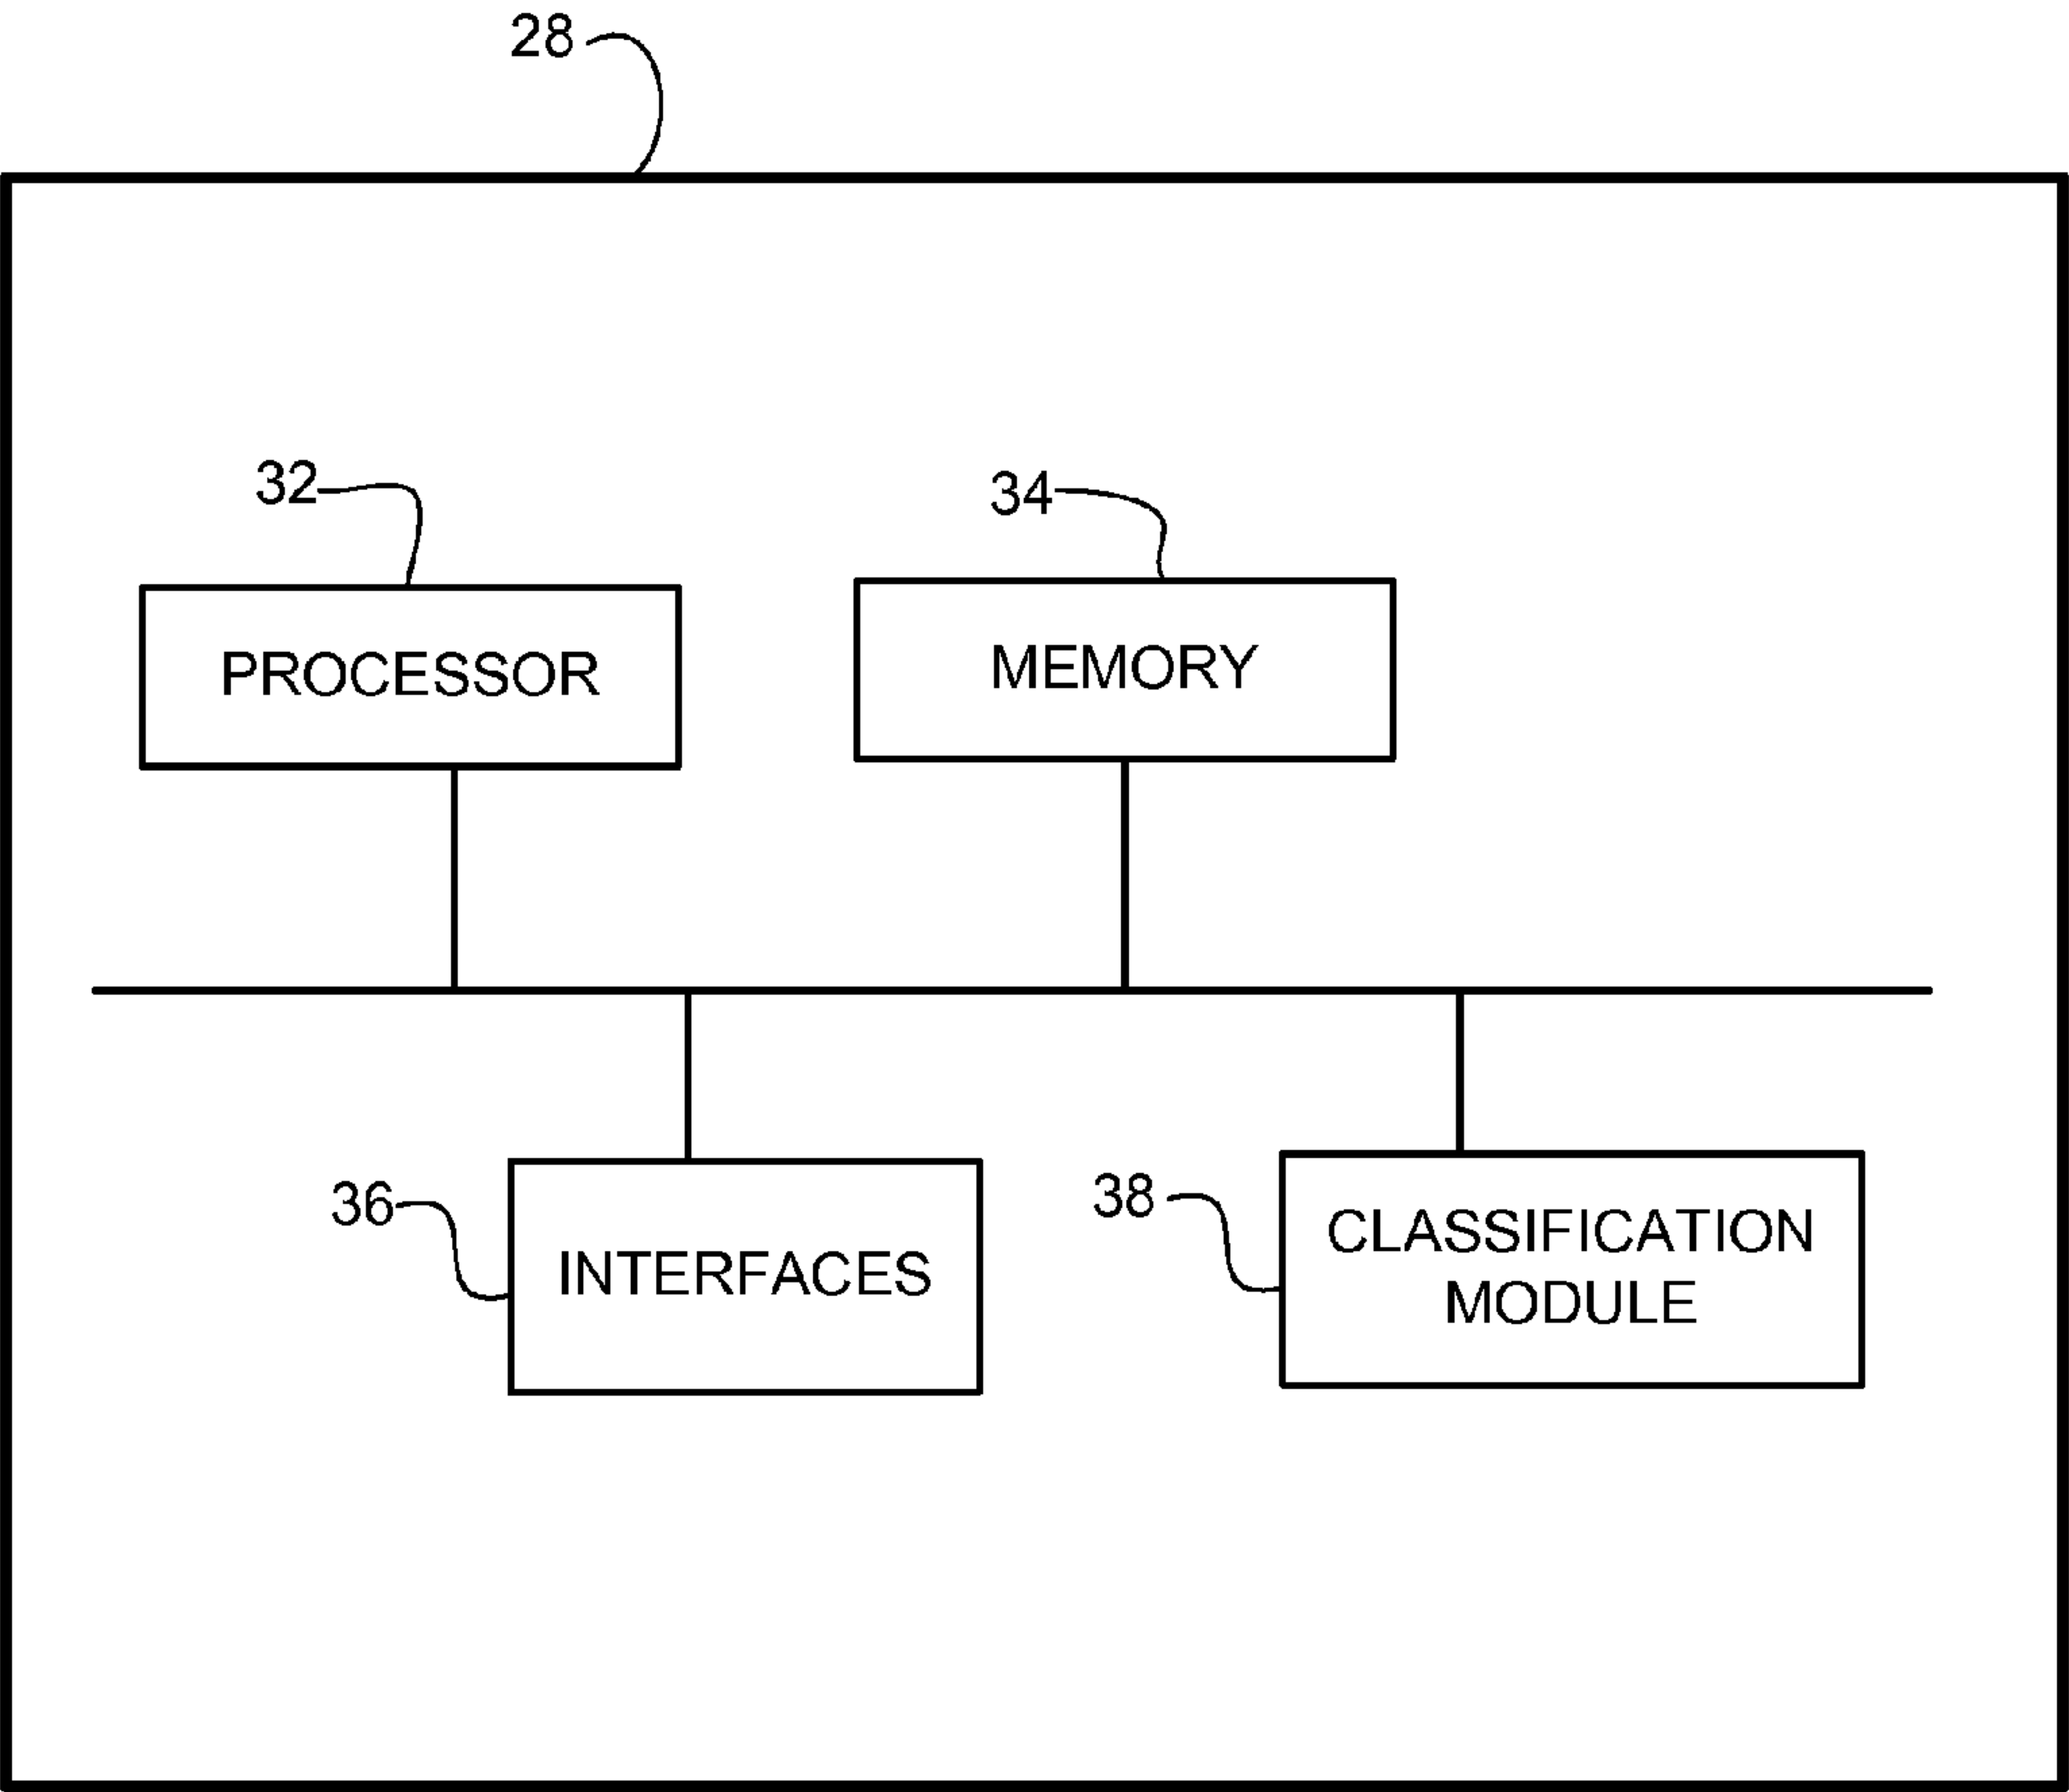 28
32
34
PROCESSOR
MEMORY
36
38
INTERFACES
CLASSIFICATION
MODULE